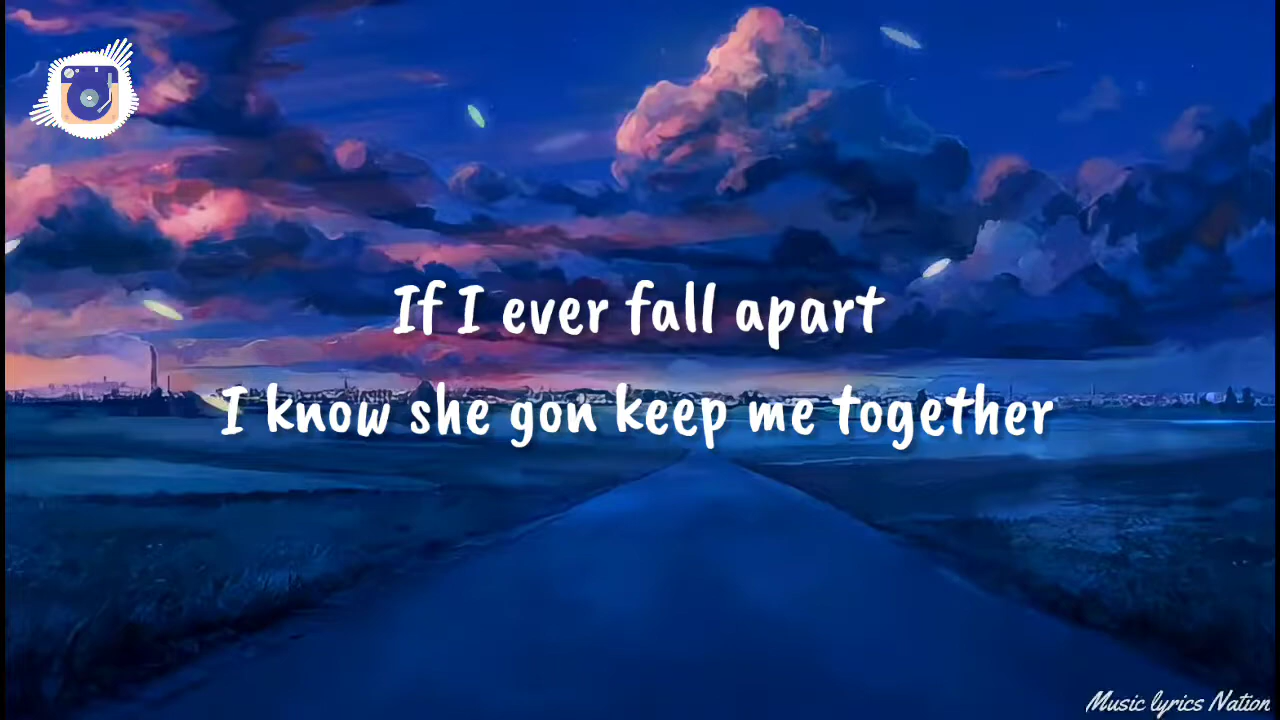 If I ever fall apart
I know she gon keep me together
Music lyrics Nation